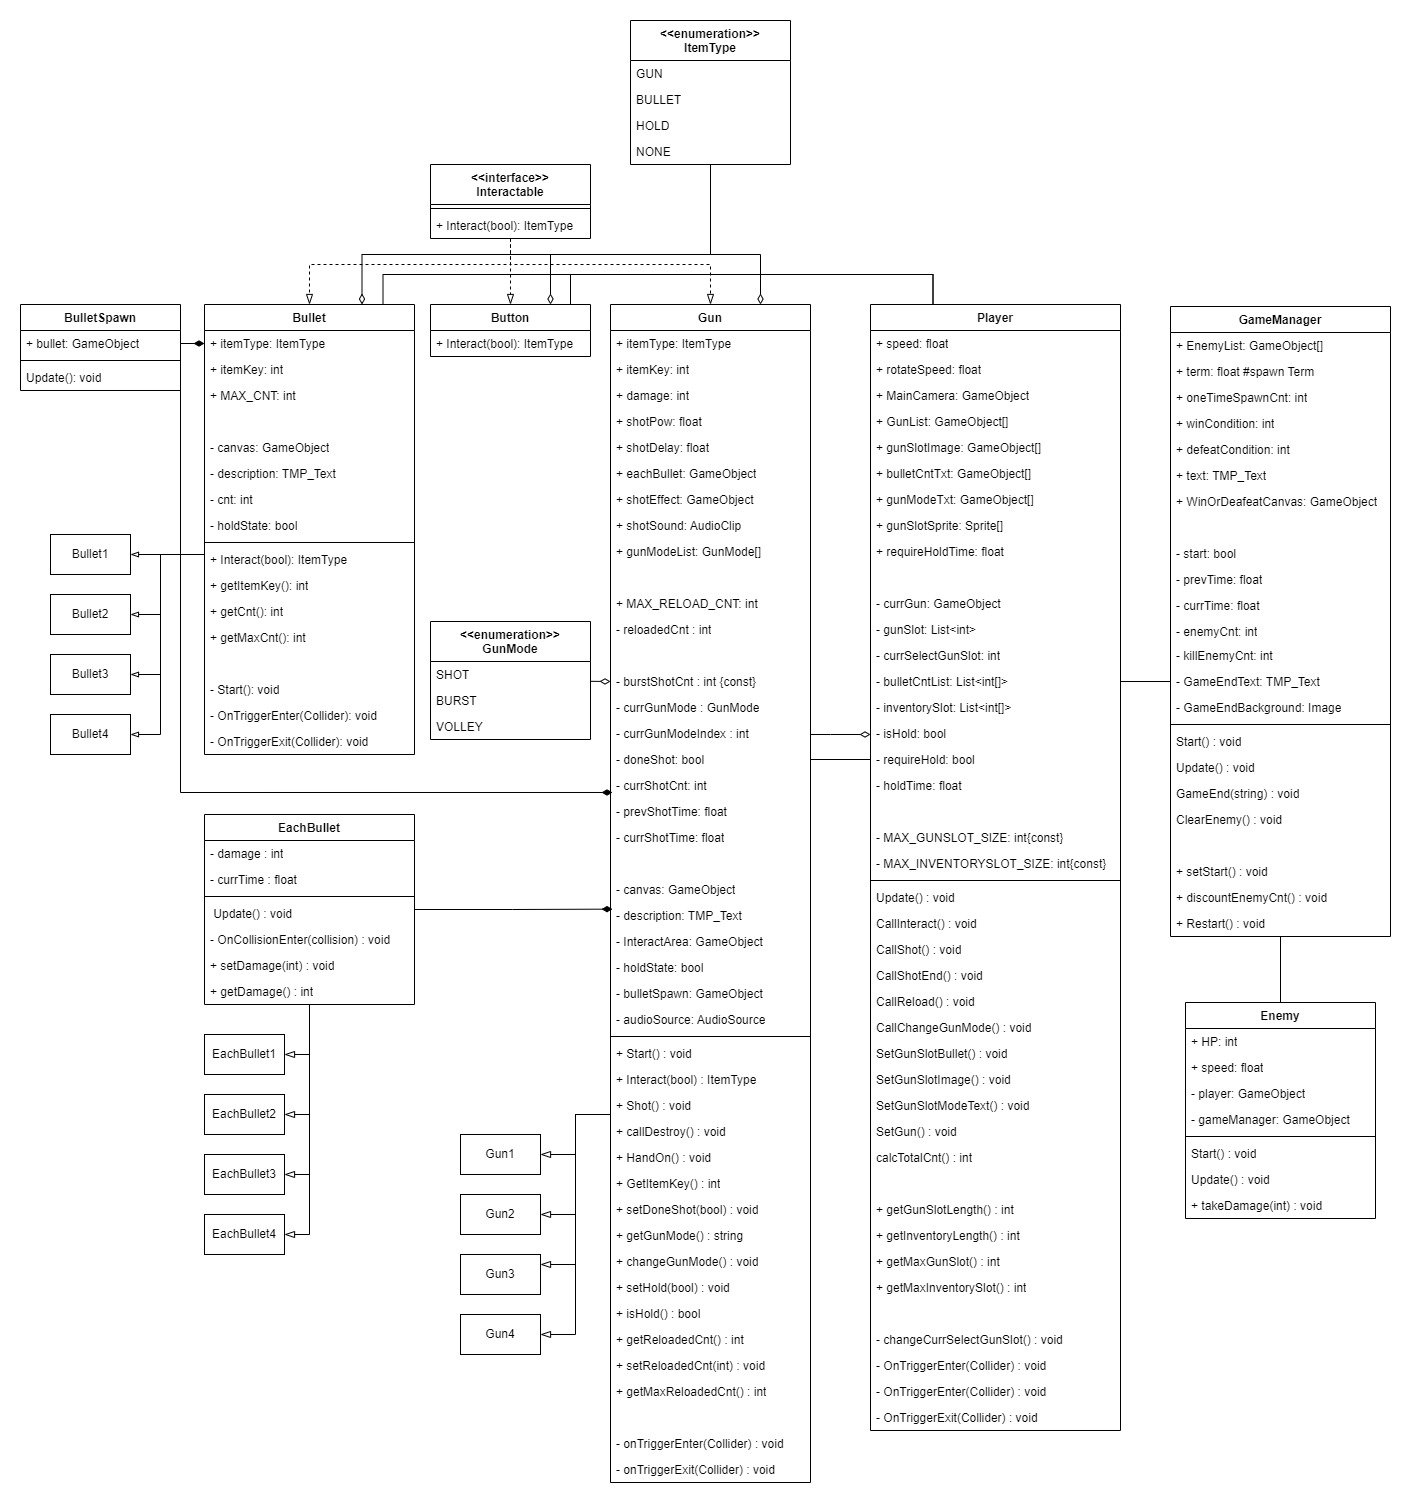 <<enumeration>>
ItemType
GUN
BULLET
HOLD
NONE
<<interface>>
Interactable
+ Interact(bool): ItemType
BulletSpawn
+ bullet: GameObject
Update(): void
Bullet
+ itemType: ItemType
+ itemKey: int
+ MAX_CNT: int
- canvas: GameObject
- description: TMP_Text
- cnt: int
- holdState: bool
+ Interact(bool): ItemType
+ getItemKey(): int
+ getCnt(): int
+ getMaxCnt(): int
- Start(): void
- OnTriggerEnter(Collider): void
- OnTriggerExit(Collider): void
Bullet1
Bullet2
Bullet3
Bullet4
Button
+ Interact(bool): ItemType
<<enumeration>>
GunMode
SHOT
BURST
VOLLEY
EachBullet
- damage : int
- currTime : float
Update() : void
- OnCollisionEnter(collision) : void
+ setDamage(int) : void
+ getDamage() : int
EachBullet1
EachBullet2
EachBullet3
EachBullet4
Gun
+ itemType: ItemType
+ itemKey: int
+ damage: int
+ shotPow: float
+ shotDelay: float
+ eachBullet: GameObject
+ shotEffect: GameObject
+ shotSound: AudioClip
+ gunModeList: GunMode[]
+ MAX_RELOAD_CNT: int
- reloadedCnt : int
- burstShotCnt : int {const}
- currGunMode : GunMode
- currGunModeIndex : int
- doneShot: bool
- currShotCnt: int
- prevShotTime: float
- currShotTime: float
- canvas: GameObject
- description: TMP_Text
- InteractArea: GameObject
- holdState: bool
- bulletSpawn: GameObject
- audioSource: AudioSource
+ Start() : void
+ Interact(bool) : ItemType
+ Shot() : void
+ callDestroy() : void
+ HandOn() : void
+ GetItemKey() : int
+ setDoneShot(bool) : void
+ getGunMode() : string
+ changeGunMode() : void
+ setHold(bool) : void
+ isHold() : bool
+ getReloadedCnt() : int
+ setReloadedCnt(int) : void
+ getMaxReloadedCnt() : int
- onTriggerEnter(Collider) : void
- onTriggerExit(Collider) : void
Gun1
Gun2
Gun3
Gun4
Player
+ speed: float
+ rotateSpeed: float
+ MainCamera: GameObject
+ GunList: GameObject[]
+ gunSlotImage: GameObject[]
+ bulletCntTxt: GameObject[]
+ gunModeTxt: GameObject[]
+ gunSlotSprite: Sprite[]
+ requireHoldTime: float
- currGun: GameObject
- gunSlot: List<int>
- currSelectGunSlot: int
- bulletCntList: List<int[]>
- inventorySlot: List<int[]>
- isHold: bool
- requireHold: bool
- holdTime: float
- MAX_GUNSLOT_SIZE: int{const}
- MAX_INVENTORYSLOT_SIZE: int{const}
Update() : void
CallInteract() : void
CallShot() : void
CallShotEnd() : void
CallReload() : void
CallChangeGunMode() : void
SetGunSlotBullet() : void
SetGunSlotImage() : void
SetGunSlotModeText() : void
SetGun() : void
calcTotalCnt() : int
+ getGunSlotLength() : int
+ getInventoryLength() : int
+ getMaxGunSlot() : int
+ getMaxInventorySlot() : int
- changeCurrSelectGunSlot() : void
- OnTriggerEnter(Collider) : void
- OnTriggerEnter(Collider) : void
- OnTriggerExit(Collider) : void
GameManager
+ EnemyList: GameObject[]
+ term: float #spawn Term
+ oneTimeSpawnCnt: int
+ winCondition: int
+ defeatCondition: int
+ text: TMP_Text
+ WinOrDeafeatCanvas: GameObject
- start: bool
- prevTime: float
- currTime: float
- enemyCnt: int
- killEnemyCnt: int
- GameEndText: TMP_Text
- GameEndBackground: Image
Start() : void
Update() : void
GameEnd(string) : void
ClearEnemy() : void
+ setStart() : void
+ discountEnemyCnt() : void
+ Restart() : void
Enemy
+ HP: int
+ speed: float
- player: GameObject
- gameManager: GameObject
Start() : void
Update() : void
+ takeDamage(int) : void